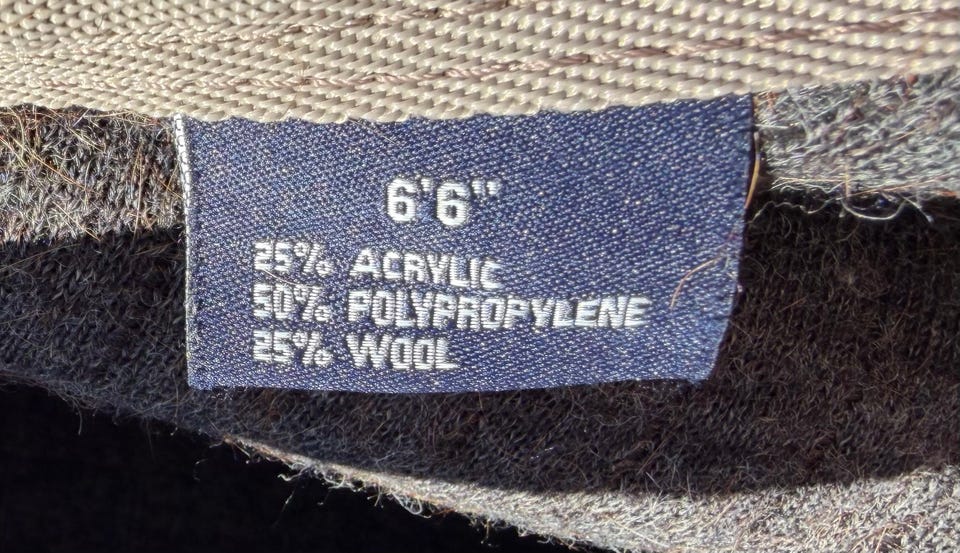 6'6"
25% ACRYLIC
50% POLYPROPYLENE
25% WOOL